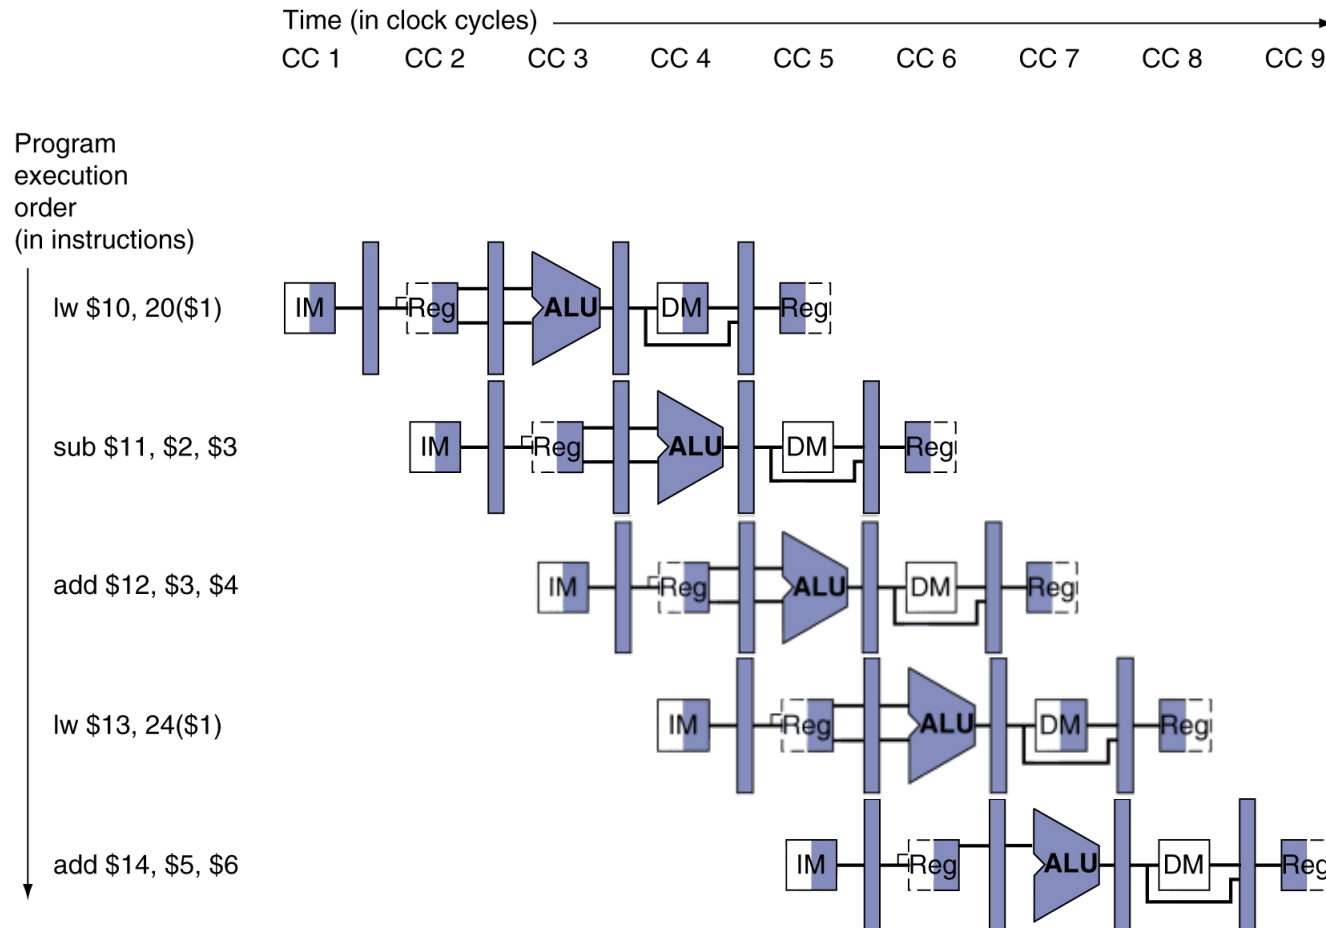 Time (in clock cycles)
CC 1 CC 2 CC 3 CC 4 CC 5 CC 6 CC 7 CC 8 CC 9
Program
execution
order
(in instructions)
lw $10, 20($1) IM Reg ALU DM Reg
sub $11, $2, $3 IM Reg ALU DM Reg
add $12, $3, $4 IM Reg ALU DM Reg
lw $13, 24($1) IM Reg ALU DM Reg
add $14, $5, $6 IM Reg ALU DM Reg